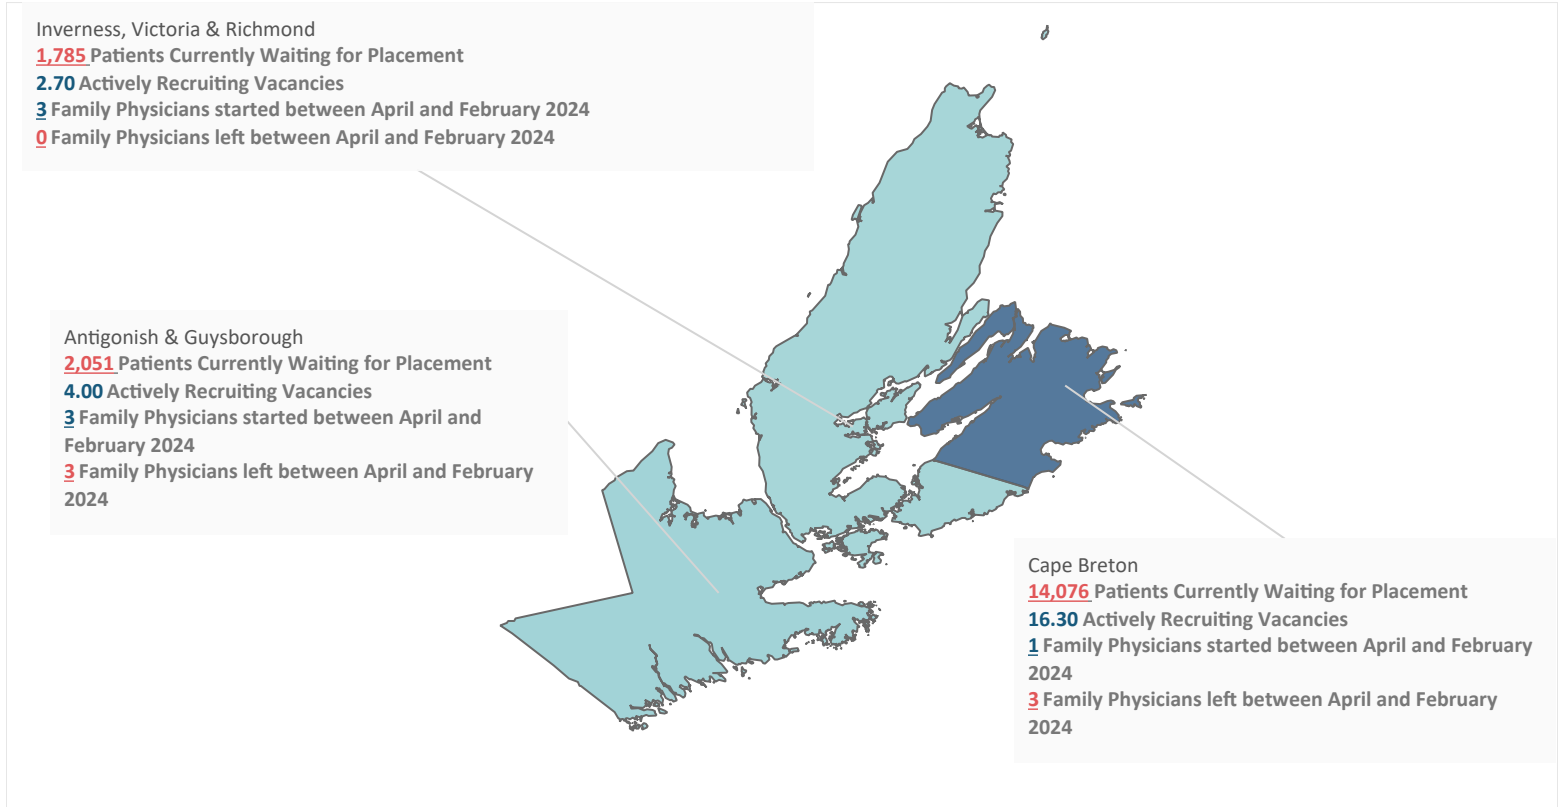 Inverness, Victoria & Richmond
1,785 Patients Currently Waiting for Placement
2.70 Actively Recruiting Vacancies
3 Family Physicians started between April and February 2024
0 Family Physicians left between April and February 2024
Antigonish & Guysborough
2,051 Patients Currently Waiting for Placement
4.00 Actively Recruiting Vacancies
3 Family Physicians started between April and
February 2024
3 Family Physicians left between April and February
2024
Cape Breton
14,076 Patients Currently Waiting for Placement
16.30 Actively Recruiting Vacancies
1 Family Physicians started between April and February
2024
3 Family Physicians left between April and February
2024